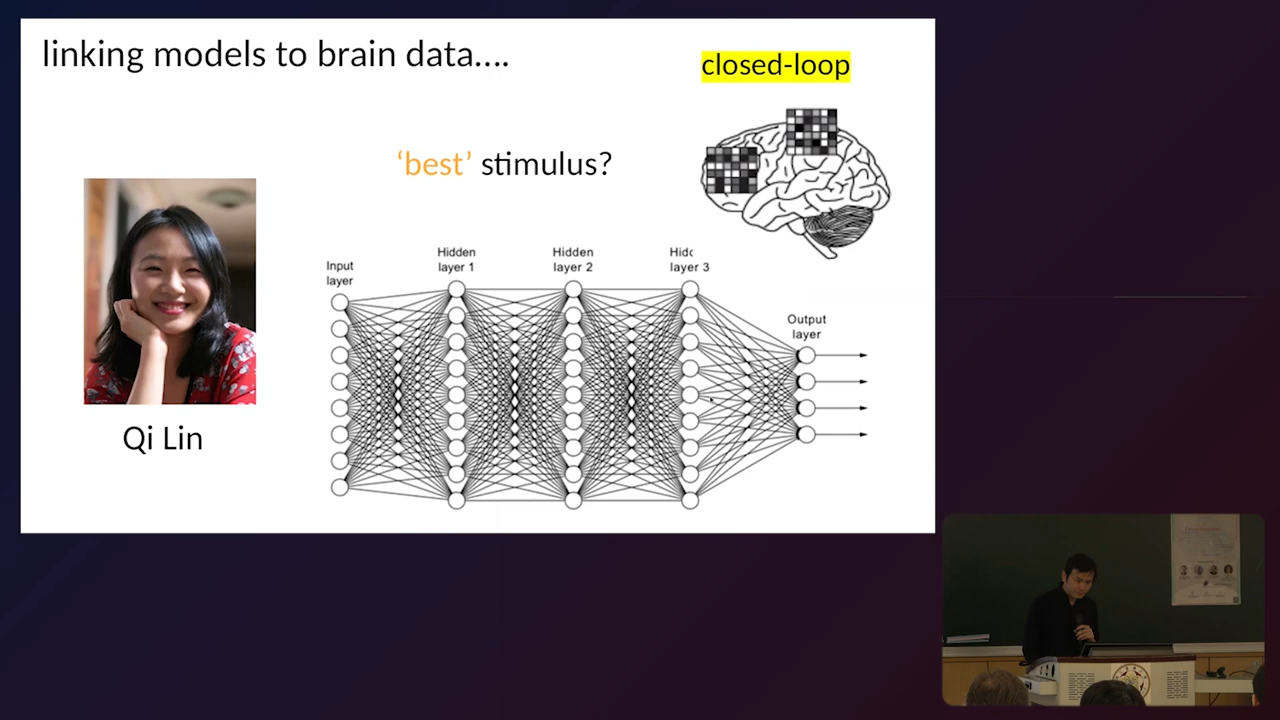 linking models to brain data....
closed-loop
‘best’ stimulus?
Qi Lin
Input
layer
Hidden
layer 1
Hidden
layer 2
Hidc
layer 3
Output
layer